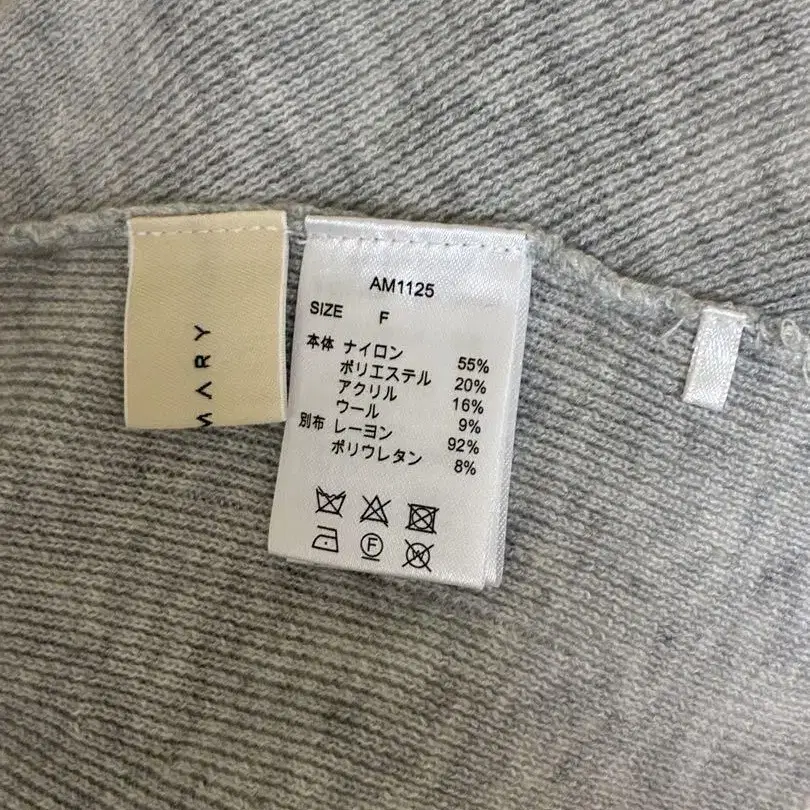 MARY
AM1125
SIZE F
本体 ナイロン 55%
ポリエステル 20%
アクリル 16%
ウール 9%
別布 レーヨン 92%
ポリウレタン 8%
F
W